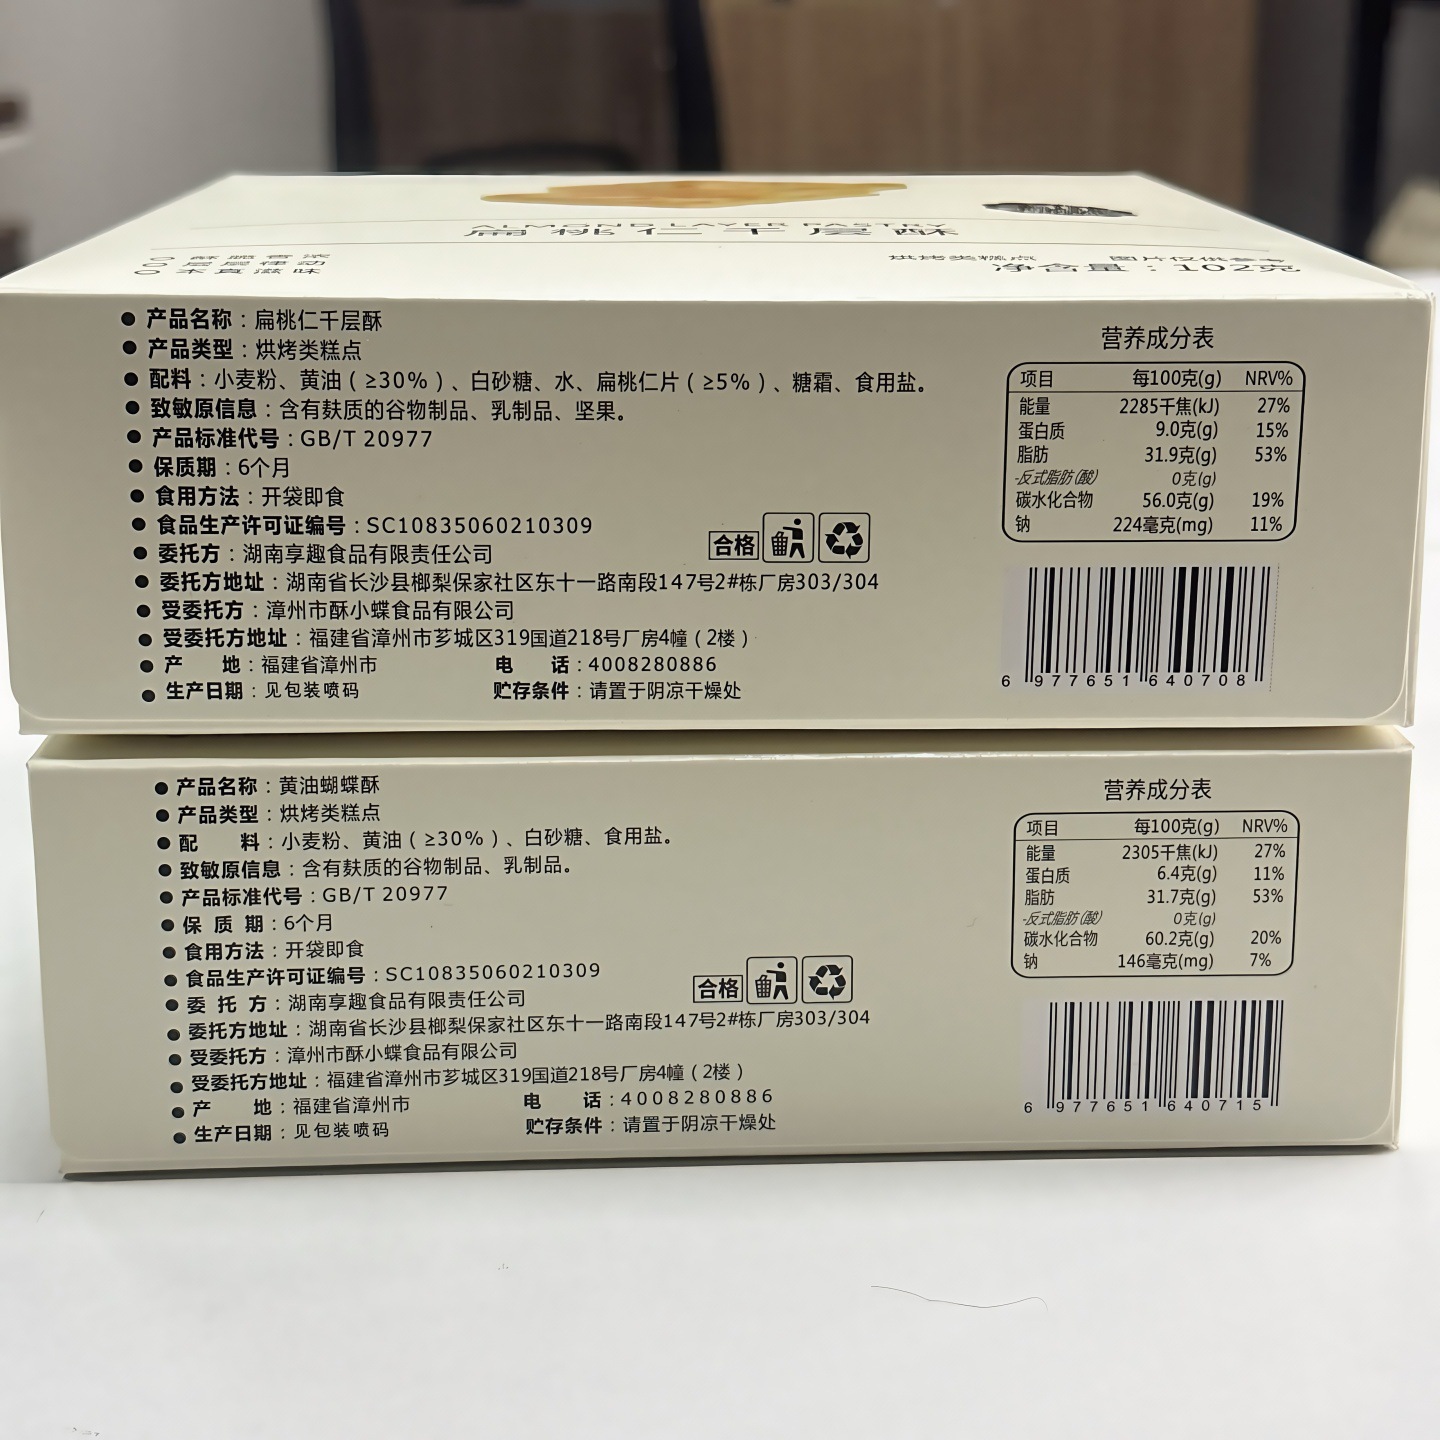 ALMOND LAYER PASTRY
扁桃仁千层酥
酥脆香浓
层层律动
本真滋味
烘烤类糕点 图片仅供参考
净含量：102克
产品名称：扁桃仁千层酥
产品类型：烘烤类糕点
配料：小麦粉、黄油（≥30%）、白砂糖、水、扁桃仁片（≥5%）、糖霜、食用盐。
致敏原信息：含有麸质的谷物制品、乳制品、坚果。
产品标准代号：GB/T 20977
保质期：6个月
食用方法：开袋即食
食品生产许可证编号：SC10835060210309
委托方：湖南享趣食品有限责任公司
委托方地址：湖南省长沙县榔梨保家社区东十一路南段147号2#栋厂房303/304
受委托方：漳州市酥小蝶食品有限公司
受委托方地址：福建省漳州市芗城区319国道218号厂房4幢（2楼）
产 地：福建省漳州市 电 话：4008280886
生产日期：见包装喷码 贮存条件：请置于阴凉干燥处
合格
营养成分表
项目 每100克(g) NRV%
能量 2285千焦(kJ) 27%
蛋白质 9.0克(g) 15%
脂肪 31.9克(g) 53%
-反式脂肪(酸) 0克(g)
碳水化合物 56.0克(g) 19%
钠 224毫克(mg) 11%
6 977651 640708
产品名称：黄油蝴蝶酥
产品类型：烘烤类糕点
配 料：小麦粉、黄油（≥30%）、白砂糖、食用盐。
致敏原信息：含有麸质的谷物制品、乳制品。
产品标准代号：GB/T 20977
保 质 期：6个月
食用方法：开袋即食
食品生产许可证编号：SC10835060210309
委 托 方：湖南享趣食品有限责任公司
委托方地址：湖南省长沙县榔梨保家社区东十一路南段147号2#栋厂房303/304
受委托方：漳州市酥小蝶食品有限公司
受委托方地址：福建省漳州市芗城区319国道218号厂房4幢（2楼）
产 地：福建省漳州市 电 话：4008280886
生产日期：见包装喷码 贮存条件：请置于阴凉干燥处
合格
营养成分表
项目 每100克(g) NRV%
能量 2305千焦(kJ) 27%
蛋白质 6.4克(g) 11%
脂肪 31.7克(g) 53%
-反式脂肪(酸) 0克(g)
碳水化合物 60.2克(g) 20%
钠 146毫克(mg) 7%
6 977651 640715